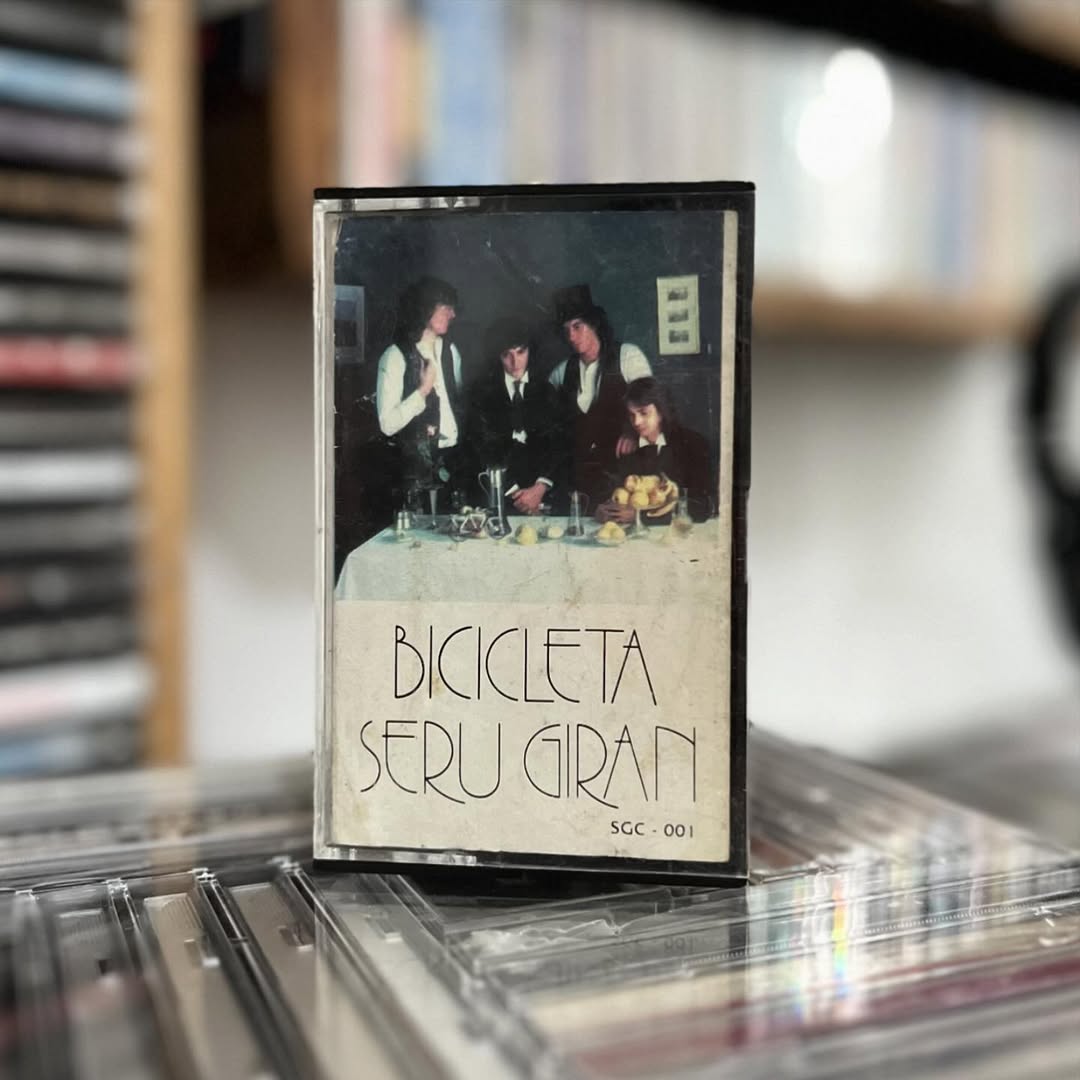 BICICLETA
SERU GIRAN
SGC - 001